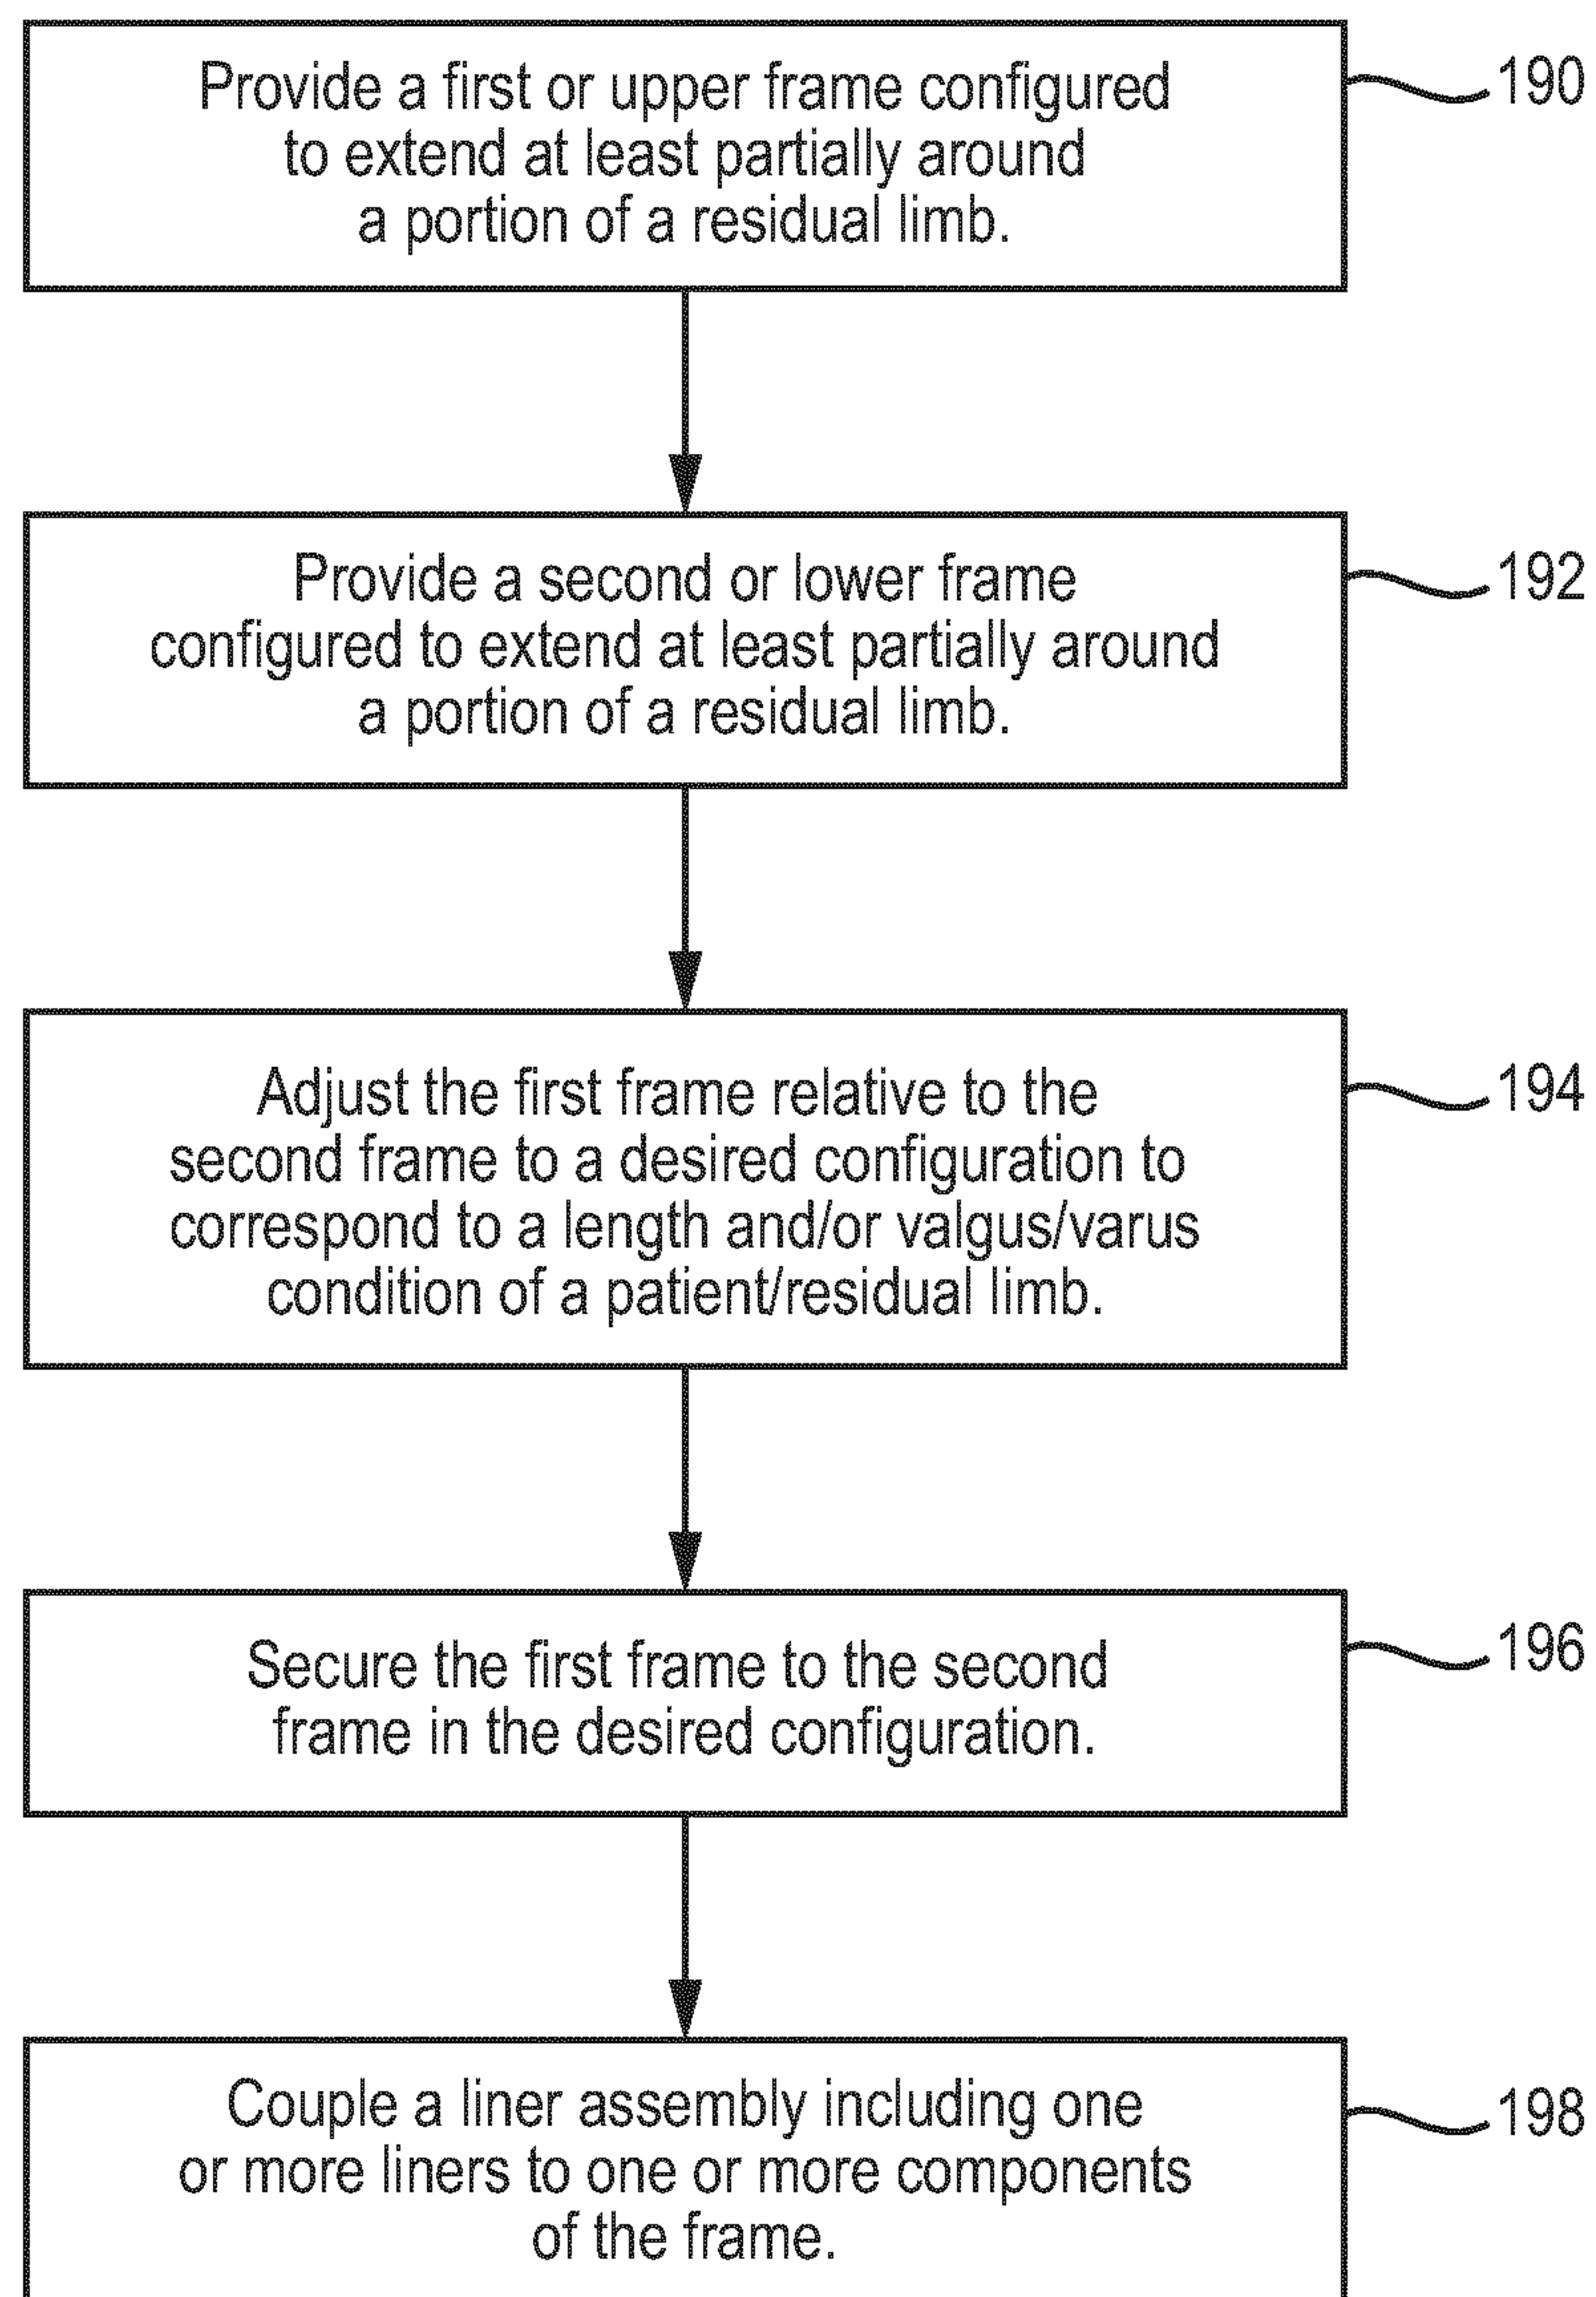 Provide a first or upper frame configured
to extend at least partially around
a portion of a residual limb.
190
Provide a second or lower frame
configured to extend at least partially around
a portion of a residual limb.
192
Adjust the first frame relative to the
second frame to a desired configuration to
correspond to a length and/or valgus/varus
condition of a patient/residual limb.
194
Secure the first frame to the second
frame in the desired configuration.
196
Couple a liner assembly including one
or more liners to one or more components
of the frame.
198